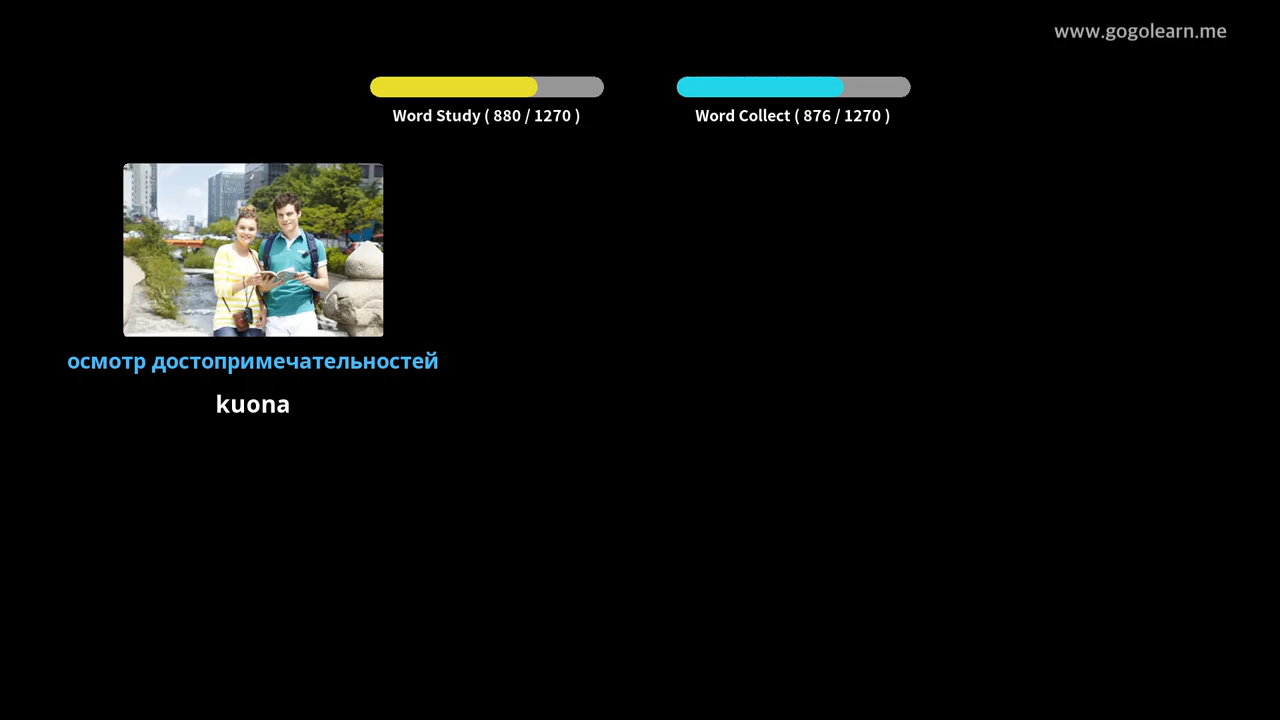 www.gogolearn.me
Word Study ( 880 / 1270 )
Word Collect ( 876 / 1270 )
осмотр достопримечательностей
kuona